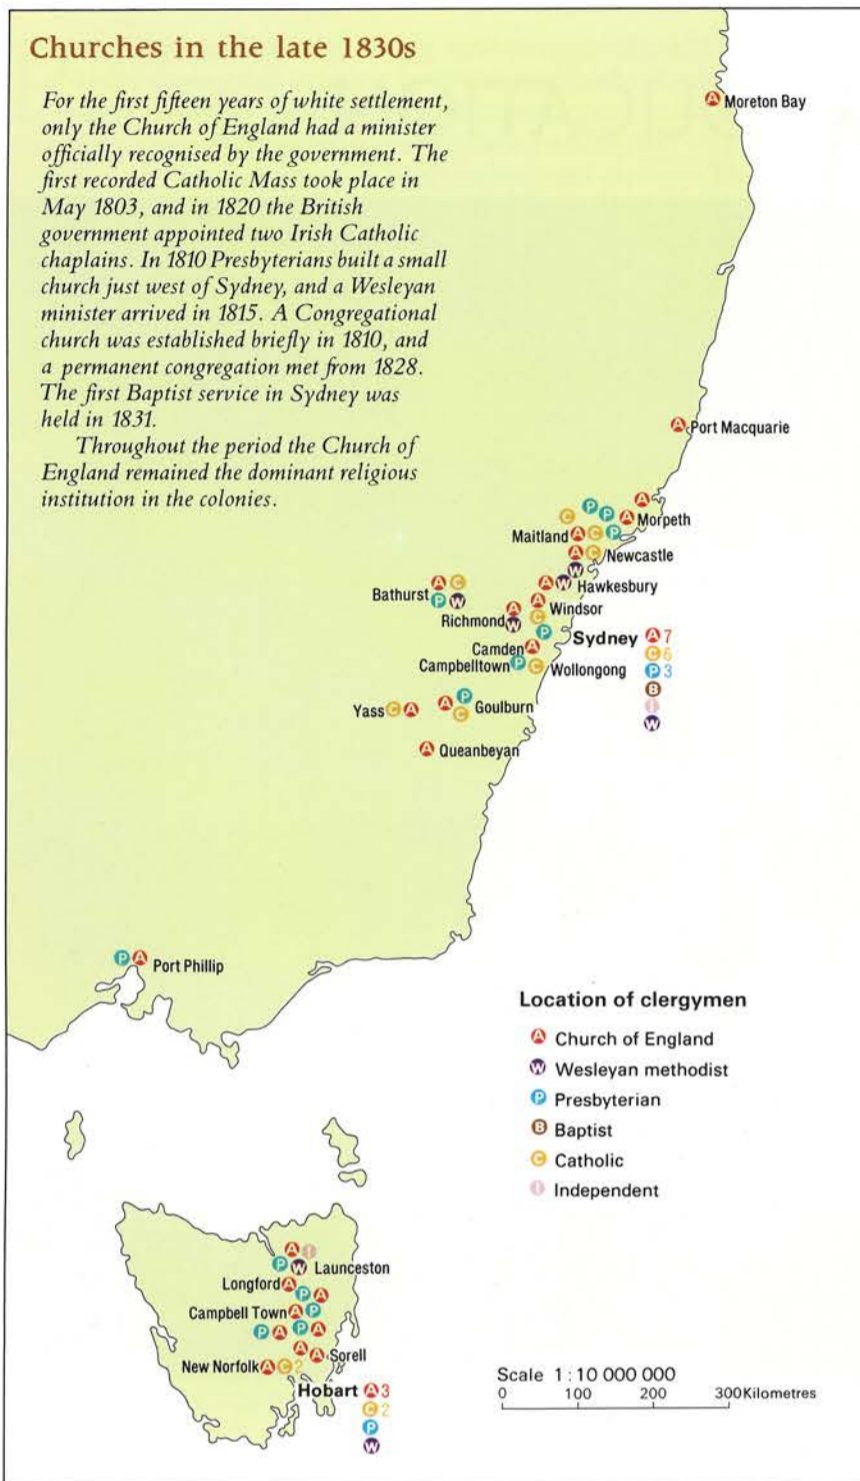 Churches in the late 1830s
For the first fifteen years of white settlement,
only the Church of England had a minister
officially recognised by the government. The
first recorded Catholic Mass took place in
May 1803, and in 1820 the British
government appointed two Irish Catholic
chaplains. In 1810 Presbyterians built a small
church just west of Sydney, and a Wesleyan
minister arrived in 1815. A Congregational
church was established briefly in 1810, and
a permanent congregation met from 1828.
The first Baptist service in Sydney was
held in 1831.
Throughout the period the Church of
England remained the dominant religious
institution in the colonies.
A Moreton Bay
A Port Macquarie
A
C P P A Morpeth
Maitland A C P
A C Newcastle
W
A W Hawkesbury
Bathurst A C
P W
A Windsor
C
Richmond A
W
P
Sydney A 7
C 6
P 3
B
I
W
Camden A
Campbelltown P
C Wollongong
Yass C A
A P Goulburn
C
A Queanbeyan
P A Port Phillip
Location of clergymen
A Church of England
W Wesleyan methodist
P Presbyterian
B Baptist
C Catholic
I Independent
A I
P W Launceston
Longford A
P A
Campbell Town A P
P A P A
A
A Sorell
New Norfolk A C 2
Hobart A 3
C 2
P
W
Scale 1 : 10 000 000
0 100 200 300 Kilometres